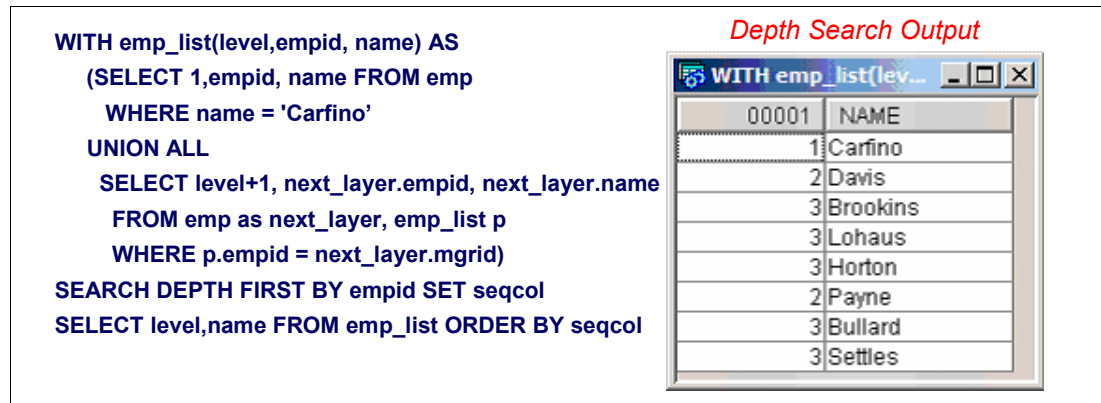 WITH emp_list(level,empid, name) AS
(SELECT 1,empid, name FROM emp
WHERE name = 'Carfino’
UNION ALL
SELECT level+1, next_layer.empid, next_layer.name
FROM emp as next_layer, emp_list p
WHERE p.empid = next_layer.mgrid)
SEARCH DEPTH FIRST BY empid SET seqcol
SELECT level,name FROM emp_list ORDER BY seqcol
Depth Search Output
WITH emp_list(lev...
00001 NAME
1 Carfino
2 Davis
3 Brookins
3 Lohaus
3 Horton
2 Payne
3 Bullard
3 Settles